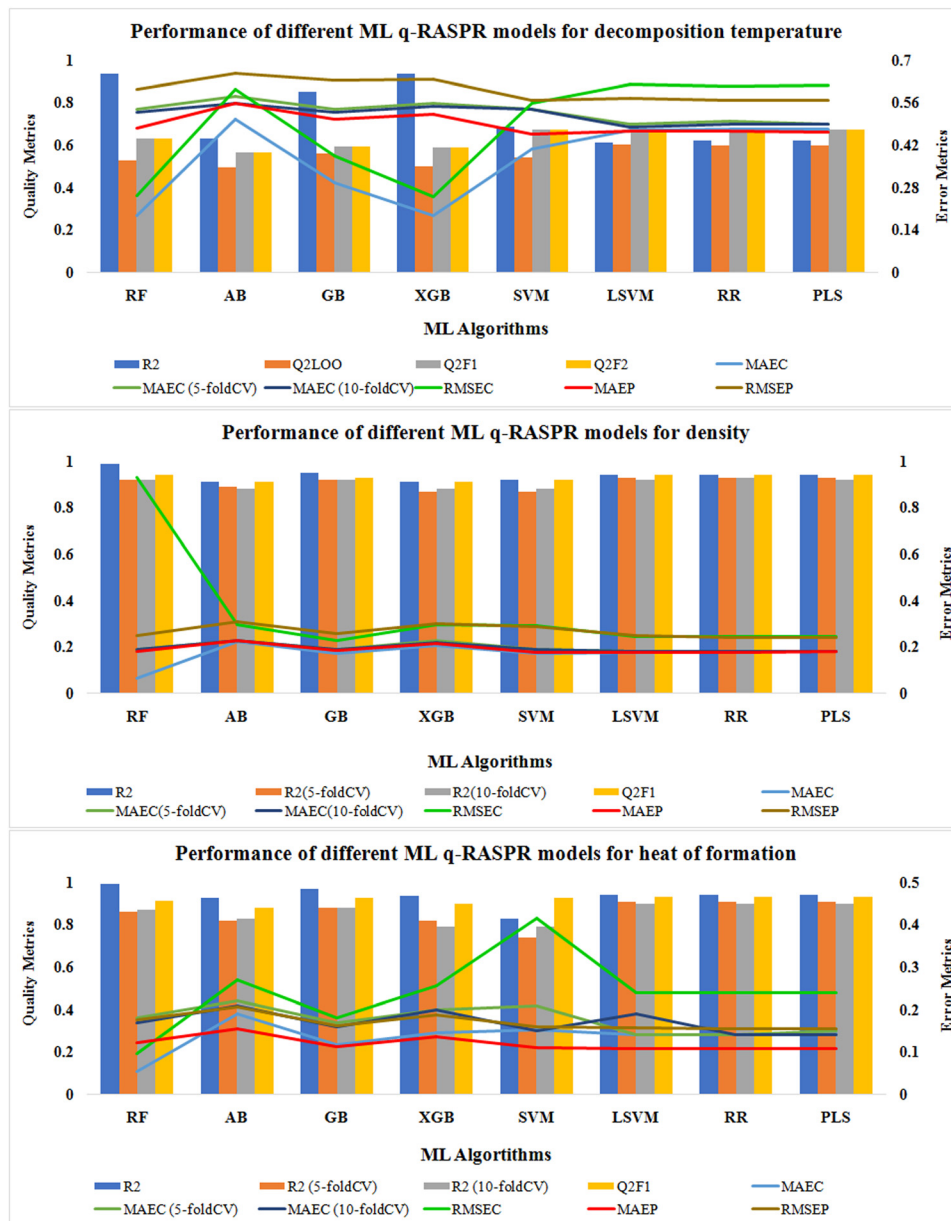 Performance of different ML q-RASPR models for decomposition temperature
1 0.7
0.8 0.56
0.6 0.42
0.4 0.28
0.2 0.14
0 0
Quality Metrics
Error Metrics
RF AB GB XGB SVM LSVM RR PLS
ML Algorithms
R2 Q2LOO Q2F1 Q2F2 MAEC
MAEC (5-foldCV) MAEC (10-foldCV) RMSEC MAEP RMSEP
Performance of different ML q-RASPR models for density
1 1
0.8 0.8
0.6 0.6
0.4 0.4
0.2 0.2
0 0
Quality Metrics
Error Metrics
RF AB GB XGB SVM LSVM RR PLS
ML Algorithms
R2 R2(5-foldCV) R2(10-foldCV) Q2F1 MAEC
MAEC(5-foldCV) MAEC(10-foldCV) RMSEC MAEP RMSEP
Performance of different ML q-RASPR models for heat of formation
1 0.5
0.8 0.4
0.6 0.3
0.4 0.2
0.2 0.1
0 0
Quality Metrics
Error Metrics
RF AB GB XGB SVM LSVM RR PLS
ML Algtorithms
R2 R2 (5-foldCV) R2 (10-foldCV) Q2F1 MAEC
MAEC (5-foldCV) MAEC (10-foldCV) RMSEC MAEP RMSEP